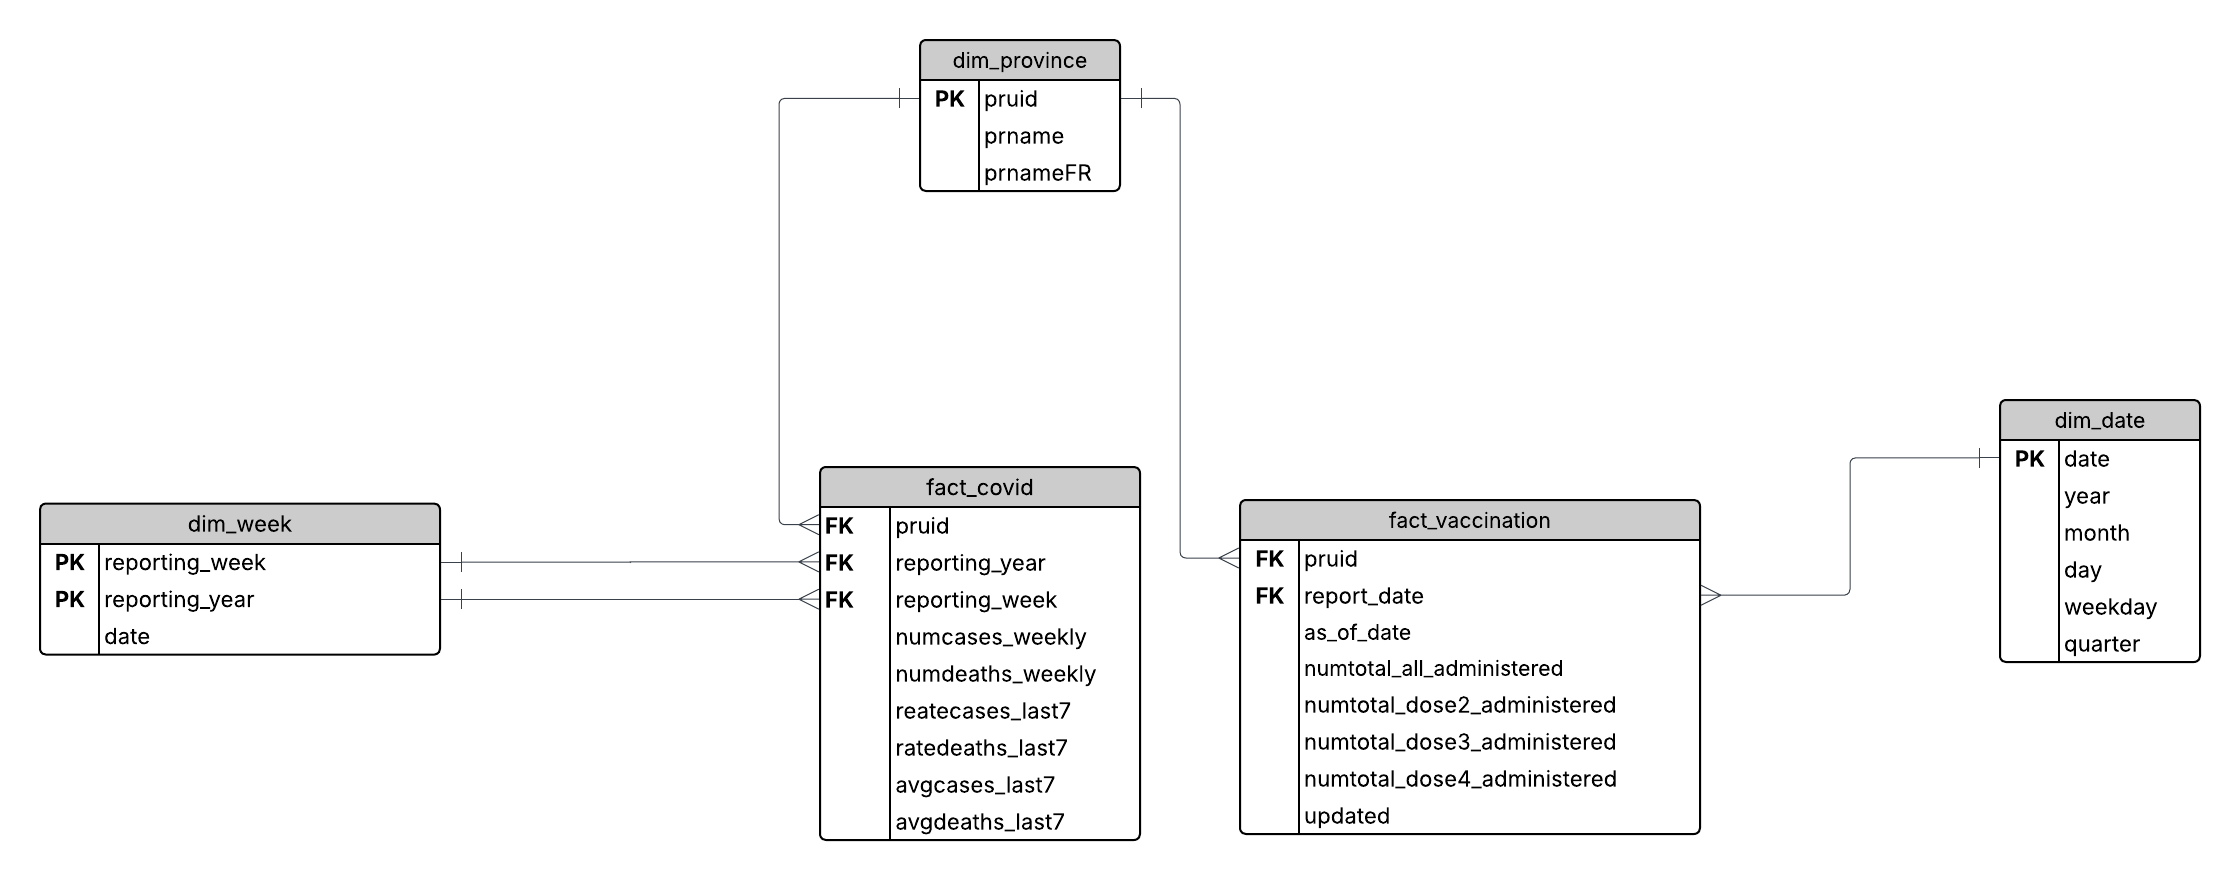 dim_province
PK pruid
prname
prnameFR
dim_week
PK reporting_week
PK reporting_year
date
fact_covid
FK pruid
FK reporting_year
FK reporting_week
numcases_weekly
numdeaths_weekly
reatecases_last7
ratedeaths_last7
avgcases_last7
avgdeaths_last7
fact_vaccination
FK pruid
FK report_date
as_of_date
numtotal_all_administered
numtotal_dose2_administered
numtotal_dose3_administered
numtotal_dose4_administered
updated
dim_date
PK date
year
month
day
weekday
quarter